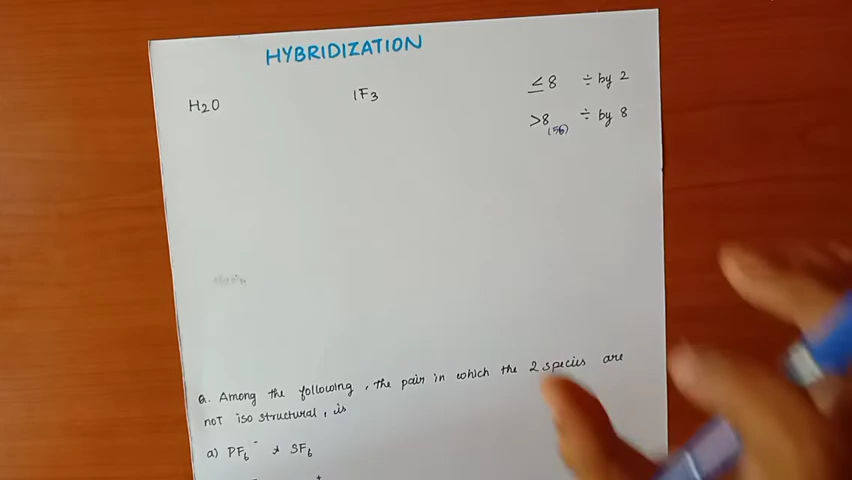 HYBRIDIZATION
H2O IF3 ≤8 ÷ by 2
>8 (56) ÷ by 8
Q. Among the following, the pair in which the 2 species are
not iso structural, is
a) PF6⁻ & SF6